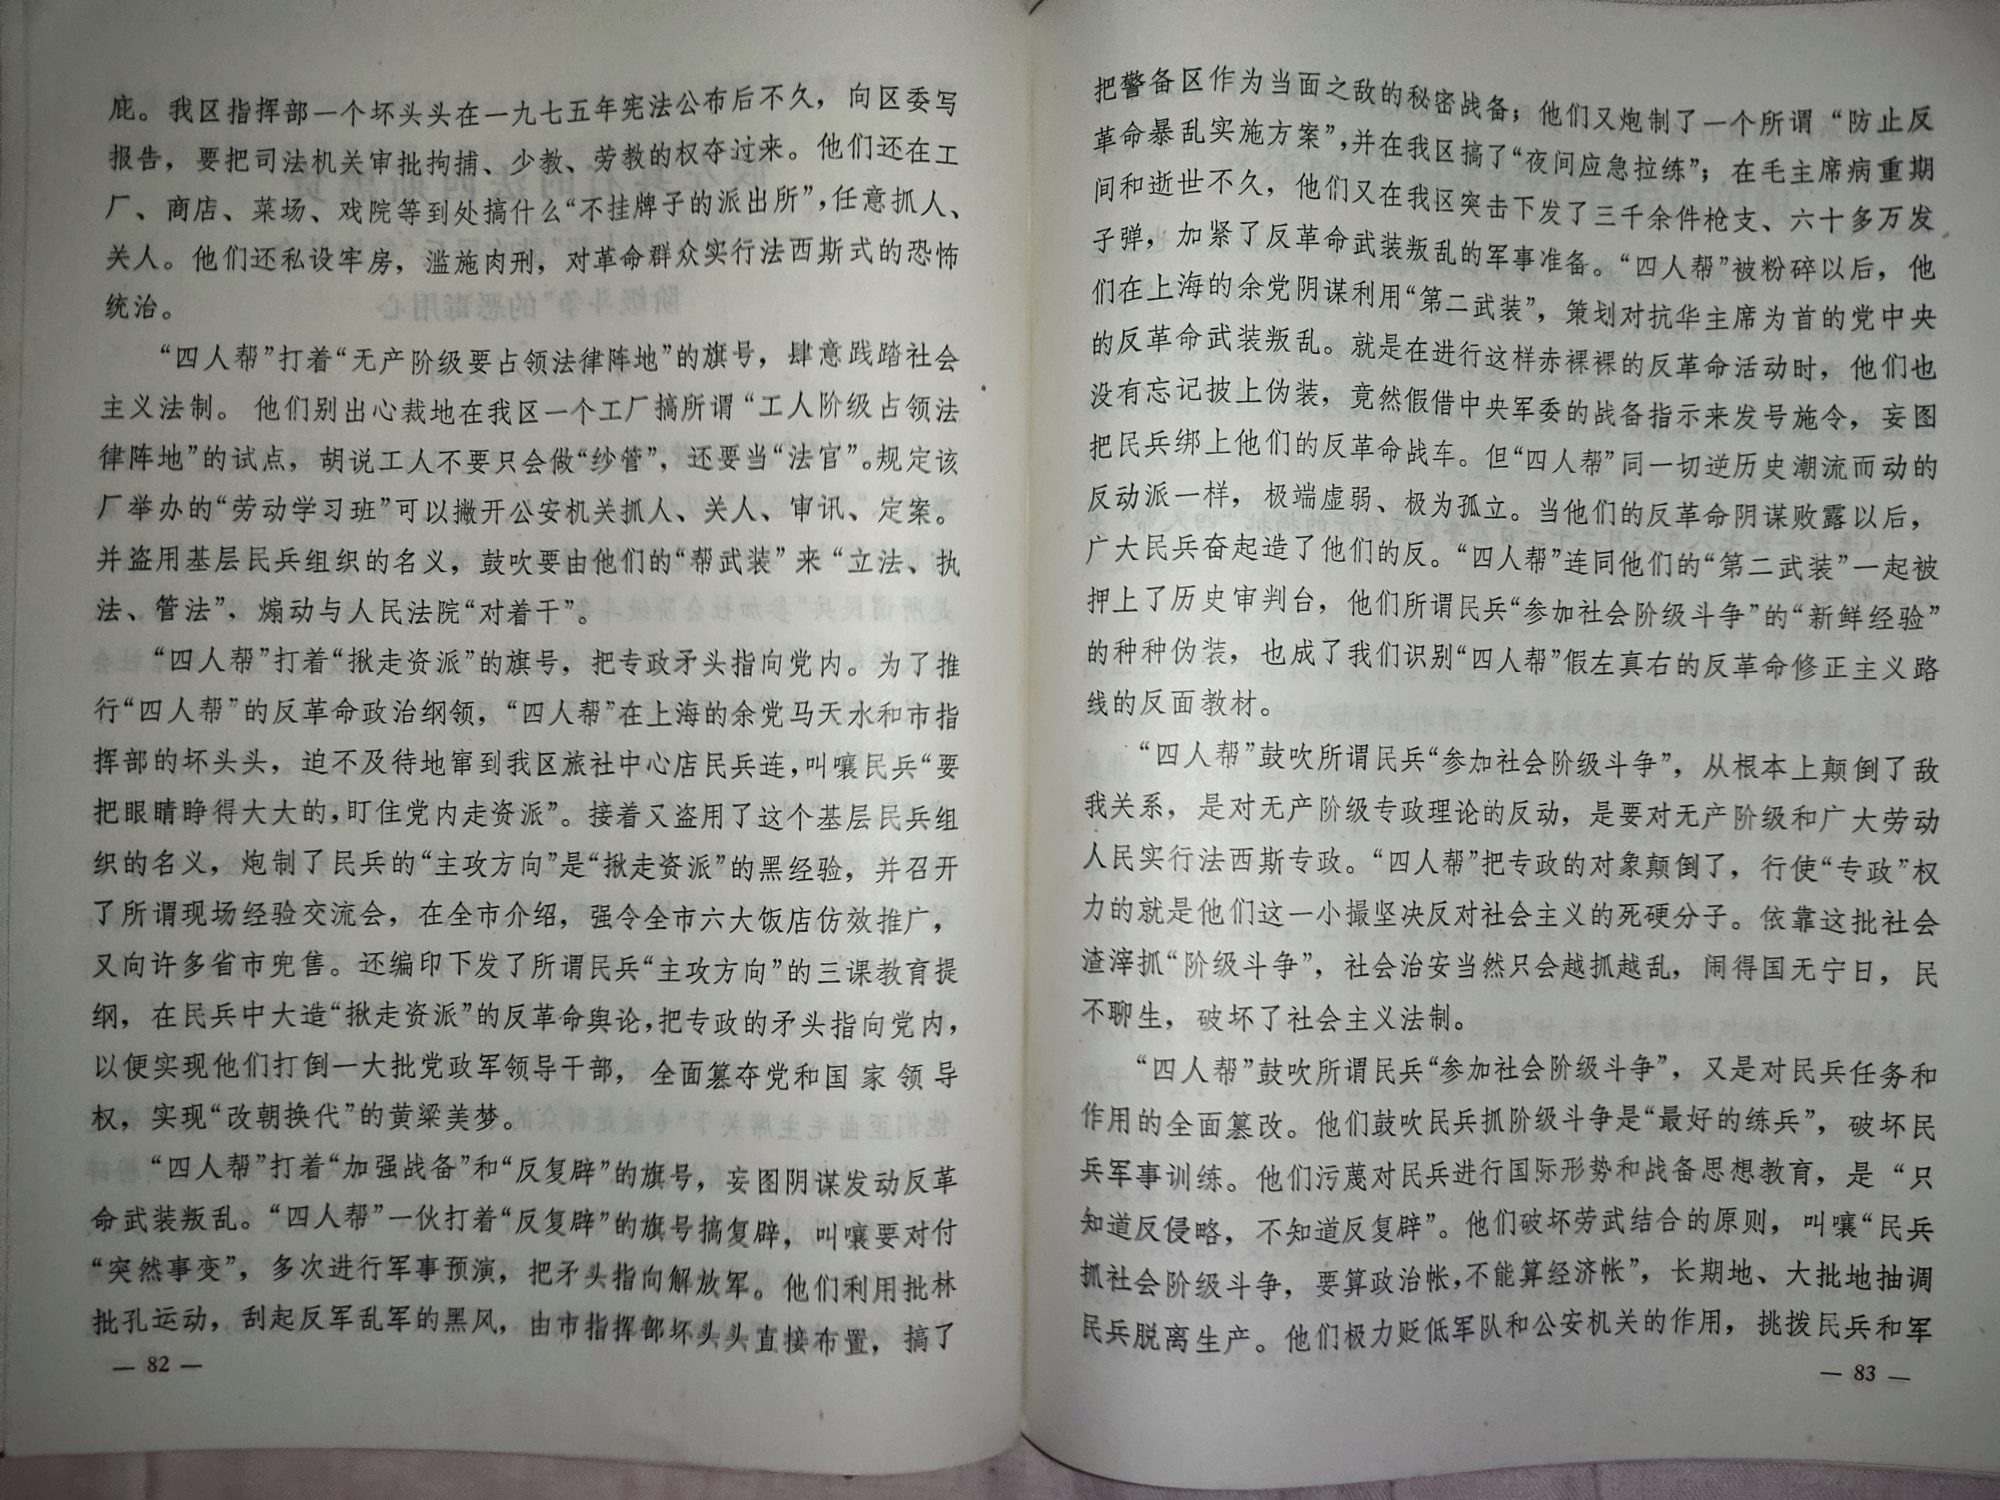 庇。我区指挥部一个坏头头在一九七五年宪法公布后不久，向区委写
报告，要把司法机关审批拘捕、少教、劳教的权夺过来。他们还在工
厂、商店、菜场、戏院等到处搞什么“不挂牌子的派出所”，任意抓人、
关人。他们还私设牢房，滥施肉刑，对革命群众实行法西斯式的恐怖
统治。
“四人帮”打着“无产阶级要占领法律阵地”的旗号，肆意践踏社会
主义法制。他们别出心裁地在我区一个工厂搞所谓“工人阶级占领法
律阵地”的试点，胡说工人不要只会做“纱管”，还要当“法官”。规定该
厂举办的“劳动学习班”可以撇开公安机关抓人、关人、审讯、定案。
并盗用基层民兵组织的名义，鼓吹要由他们的“帮武装”来“立法、执
法、管法”，煽动与人民法院“对着干”。
“四人帮”打着“揪走资派”的旗号，把专政矛头指向党内。为了推
行“四人帮”的反革命政治纲领，“四人帮”在上海的余党马天水和市指
挥部的坏头头，迫不及待地窜到我区旅社中心店民兵连，叫嚷民兵“要
把眼睛睁得大大的，盯住党内走资派”。接着又盗用了这个基层民兵组
织的名义，炮制了民兵的“主攻方向”是“揪走资派”的黑经验，并召开
了所谓现场经验交流会，在全市介绍，强令全市六大饭店仿效推广，
又向许多省市兜售。还编印下发了所谓民兵“主攻方向”的三课教育提
纲，在民兵中大造“揪走资派”的反革命舆论，把专政的矛头指向党内，
以便实现他们打倒一大批党政军领导干部，全面篡夺党和国家领导
权，实现“改朝换代”的黄梁美梦。
“四人帮”打着“加强战备”和“反复辟”的旗号，妄图阴谋发动反革
命武装叛乱。“四人帮”一伙打着“反复辟”的旗号搞复辟，叫嚷要对付
“突然事变”，多次进行军事预演，把矛头指向解放军。他们利用批林
批孔运动，刮起反军乱军的黑风，由市指挥部坏头头直接布置，搞了
— 82 —
把警备区作为当面之敌的秘密战备；他们又炮制了一个所谓“防止反
革命暴乱实施方案”，并在我区搞了“夜间应急拉练”；在毛主席病重期
间和逝世不久，他们又在我区突击下发了三千余件枪支、六十多万发
子弹，加紧了反革命武装叛乱的军事准备。“四人帮”被粉碎以后，他
们在上海的余党阴谋利用“第二武装”，策划对抗华主席为首的党中央
的反革命武装叛乱。就是在进行这样赤裸裸的反革命活动时，他们也
没有忘记披上伪装，竟然假借中央军委的战备指示来发号施令，妄图
把民兵绑上他们的反革命战车。但“四人帮”同一切逆历史潮流而动的
反动派一样，极端虚弱、极为孤立。当他们的反革命阴谋败露以后，
广大民兵奋起造了他们的反。“四人帮”连同他们的“第二武装”一起被
押上了历史审判台，他们所谓民兵“参加社会阶级斗争”的“新鲜经验”
的种种伪装，也成了我们识别“四人帮”假左真右的反革命修正主义路
线的反面教材。
“四人帮”鼓吹所谓民兵“参加社会阶级斗争”，从根本上颠倒了敌
我关系，是对无产阶级专政理论的反动，是要对无产阶级和广大劳动
人民实行法西斯专政。“四人帮”把专政的对象颠倒了，行使“专政”权
力的就是他们这一小撮坚决反对社会主义的死硬分子。依靠这批社会
渣滓抓“阶级斗争”，社会治安当然只会越抓越乱，闹得国无宁日，民
不聊生，破坏了社会主义法制。
“四人帮”鼓吹所谓民兵“参加社会阶级斗争”，又是对民兵任务和
作用的全面篡改。他们鼓吹民兵抓阶级斗争是“最好的练兵”，破坏民
兵军事训练。他们污蔑对民兵进行国际形势和战备思想教育，是“只
知道反侵略，不知道反复辟”。他们破坏劳武结合的原则，叫嚷“民兵
抓社会阶级斗争，要算政治帐，不能算经济帐”，长期地、大批地抽调
民兵脱离生产。他们极力贬低军队和公安机关的作用，挑拨民兵和军
— 83 —